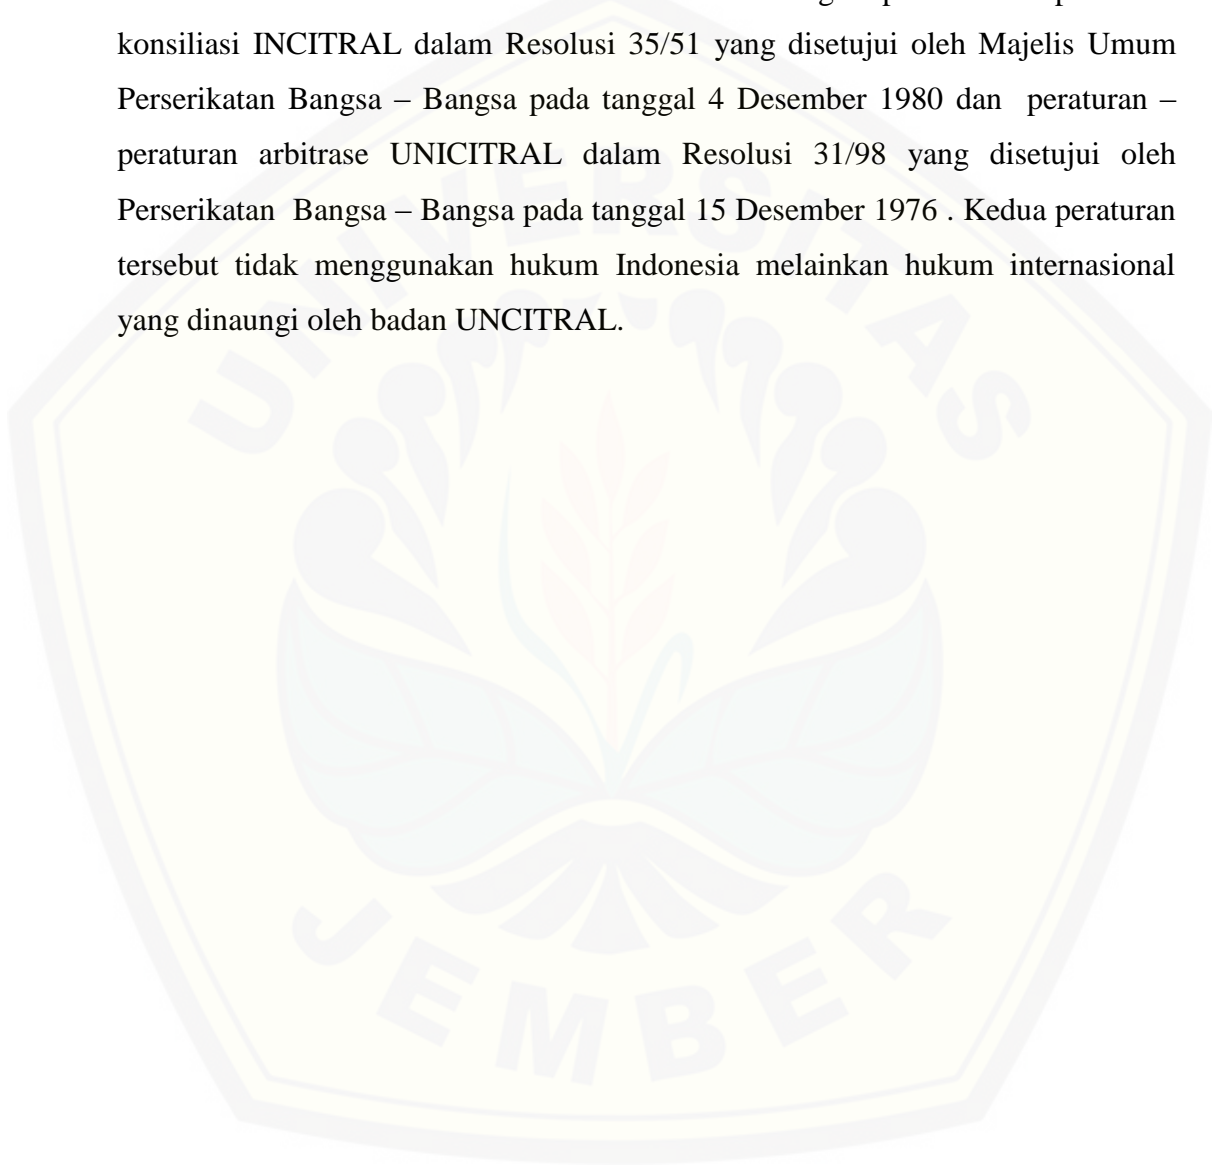 konsiliasi INCITRAL dalam Resolusi 35/51 yang disetujui oleh Majelis Umum
Perserikatan Bangsa – Bangsa pada tanggal 4 Desember 1980 dan peraturan –
peraturan arbitrase UNICITRAL dalam Resolusi 31/98 yang disetujui oleh
Perserikatan Bangsa – Bangsa pada tanggal 15 Desember 1976 . Kedua peraturan
tersebut tidak menggunakan hukum Indonesia melainkan hukum internasional
yang dinaungi oleh badan UNCITRAL.
UNIVERSITAS
JEMBER